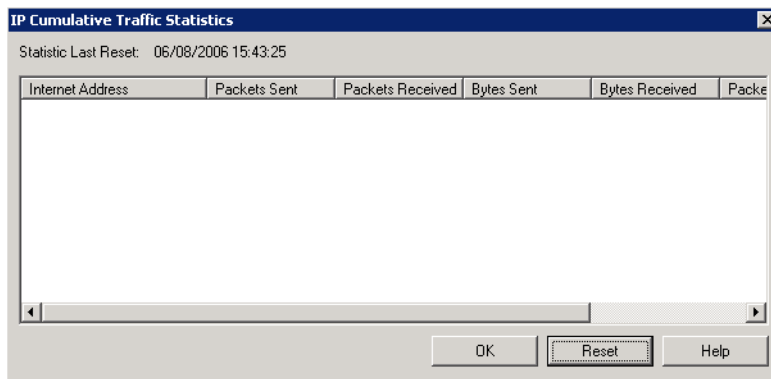 IP Cumulative Traffic Statistics
Statistic Last Reset: 06/08/2006 15:43:25
Internet Address Packets Sent Packets Received Bytes Sent Bytes Received Packe
OK Reset Help